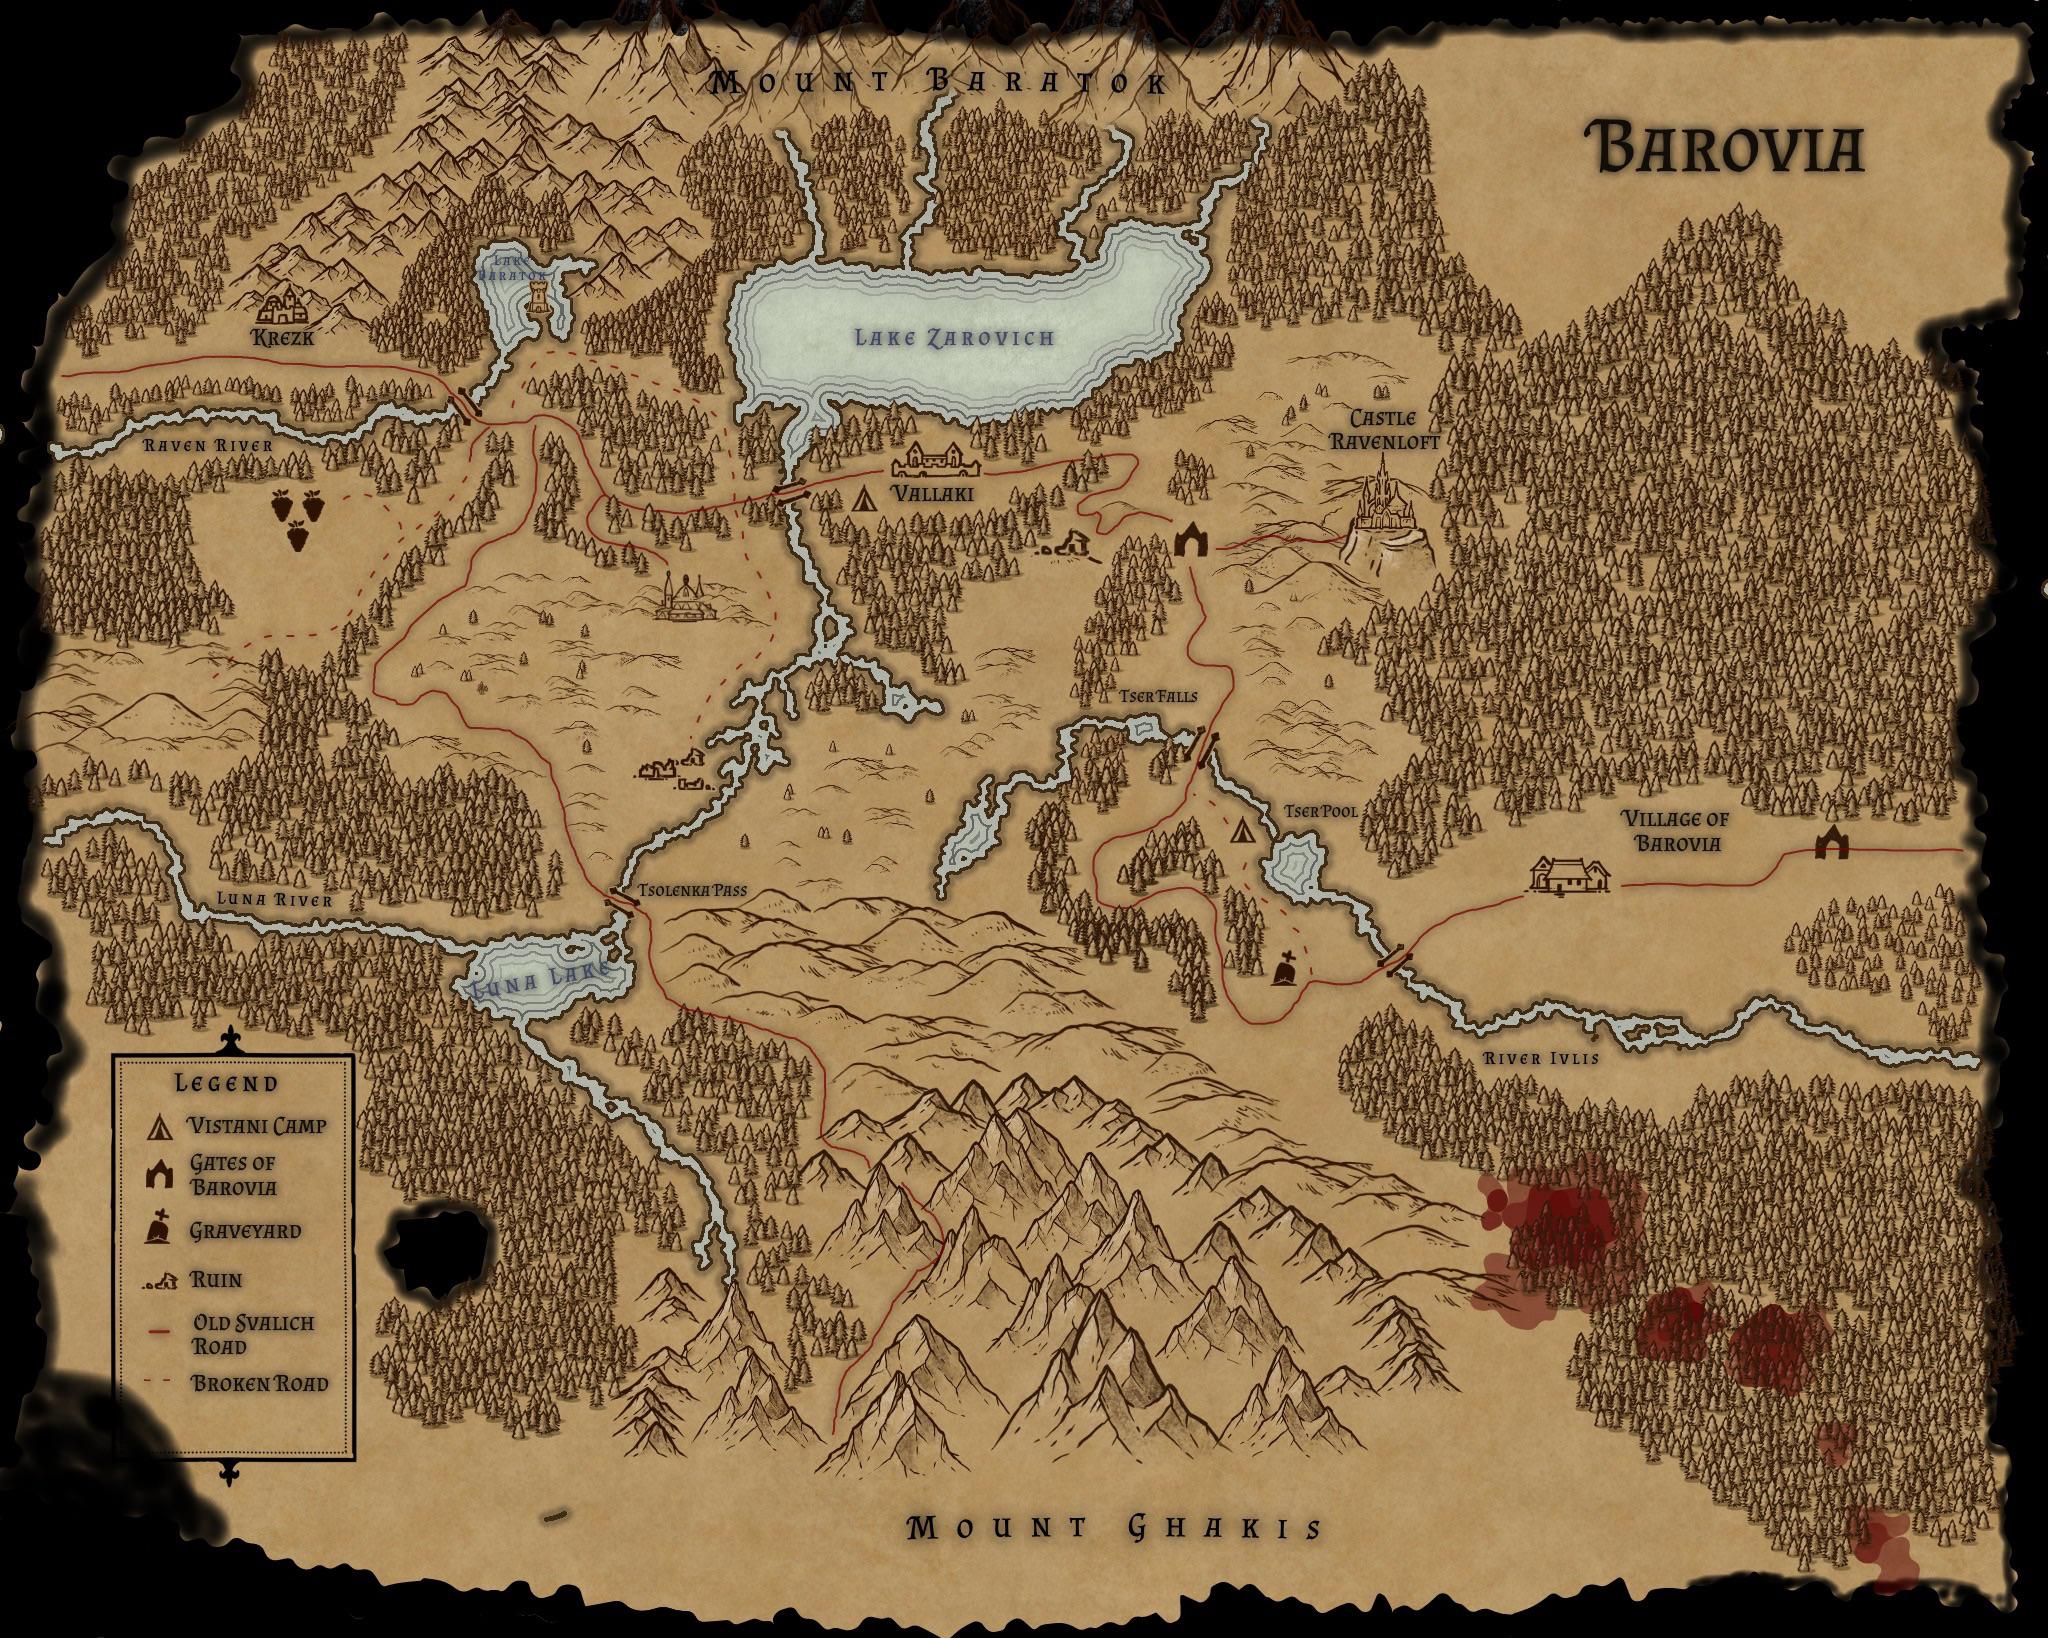 Mount Baratok
Barovia
Lake
Baratok
Krezk
Lake Zarovich
Castle
Ravenloft
Raven River
Vallaki
Tser Falls
Tser Pool
Village of
Barovia
Tsolenka Pass
Luna River
Luna Lake
River Ivlis
Legend
Vistani Camp
Gates of
Barovia
Graveyard
Ruin
Old Svalich
Road
Broken Road
Mount Ghakis